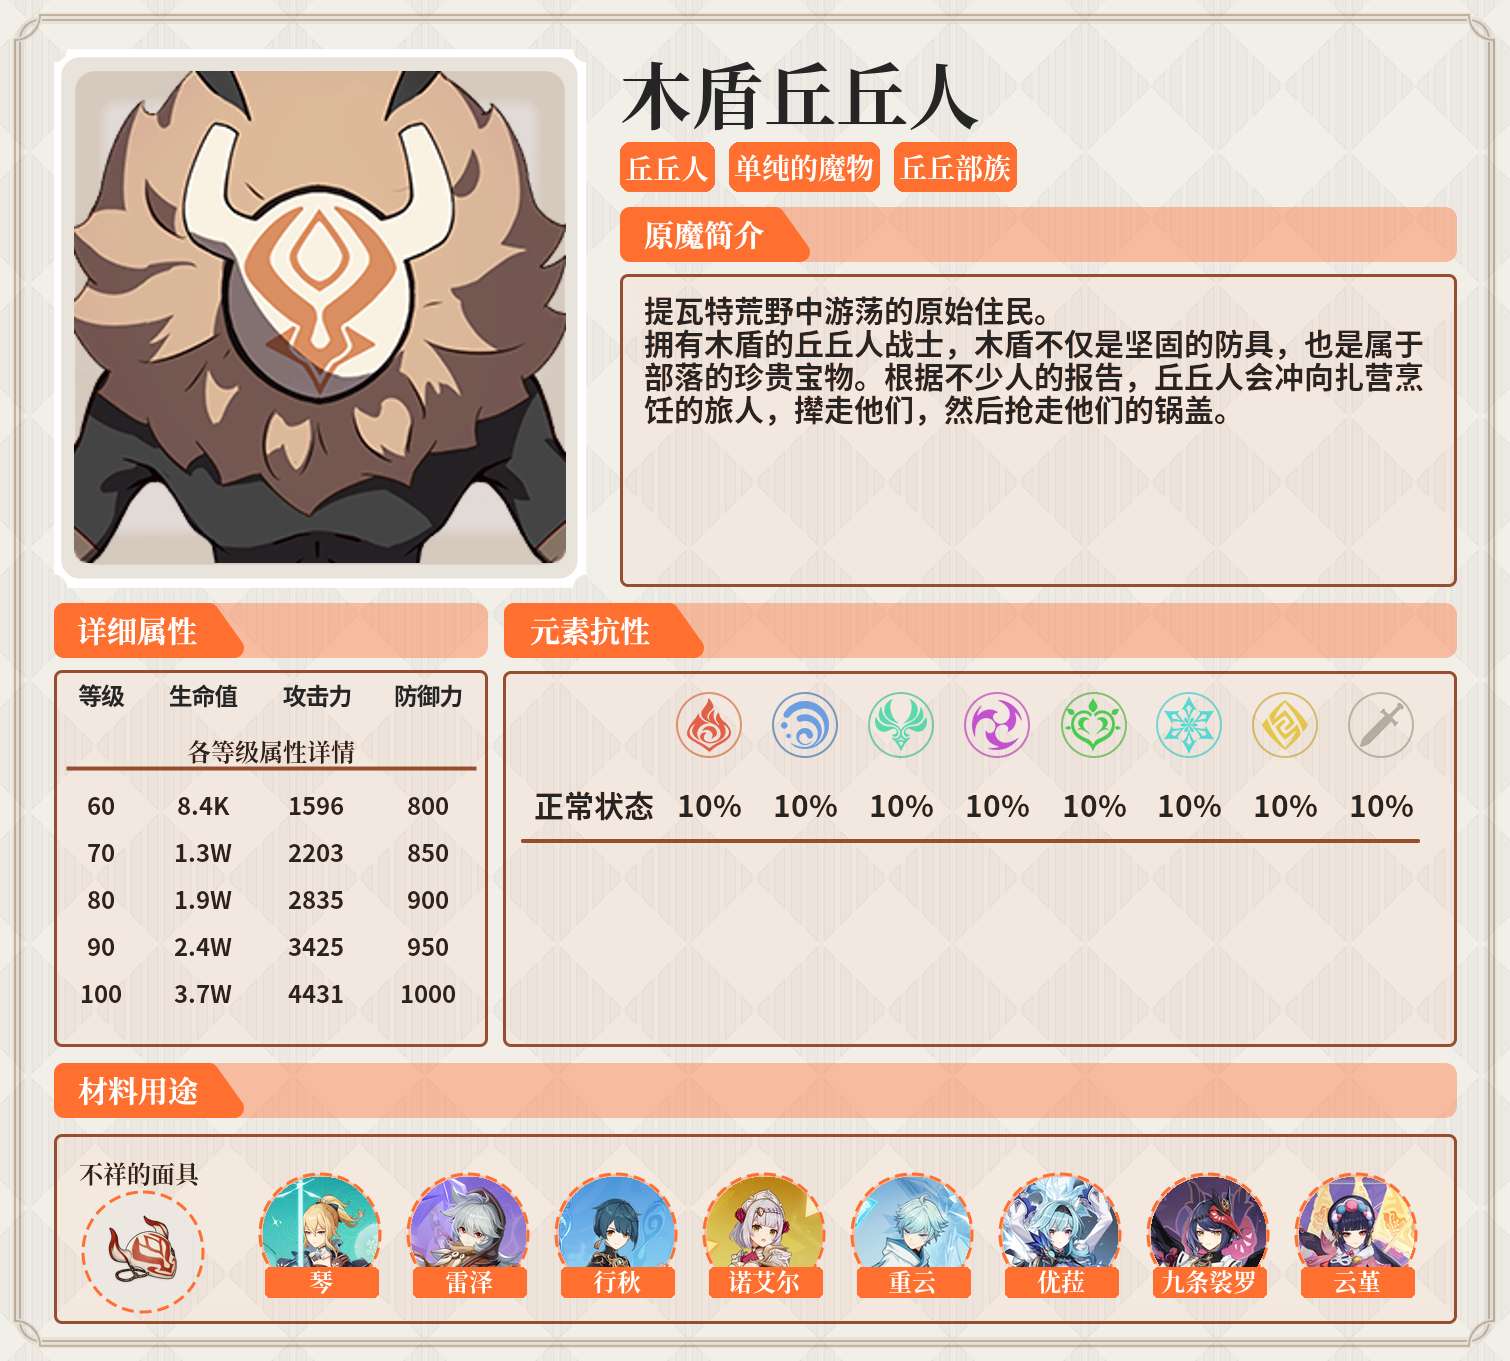 木盾丘丘人
丘丘人 单纯的魔物 丘丘部族
原魔简介
提瓦特荒野中游荡的原始住民。
拥有木盾的丘丘人战士，木盾不仅是坚固的防具，也是属于
部落的珍贵宝物。根据不少人的报告，丘丘人会冲向扎营烹
饪的旅人，撵走他们，然后抢走他们的锅盖。
详细属性
等级 生命值 攻击力 防御力
各等级属性详情
60 8.4K 1596 800
70 1.3W 2203 850
80 1.9W 2835 900
90 2.4W 3425 950
100 3.7W 4431 1000
元素抗性
正常状态 10% 10% 10% 10% 10% 10% 10% 10%
材料用途
不祥的面具
琴 雷泽 行秋 诺艾尔 重云 优菈 九条裟罗 云堇